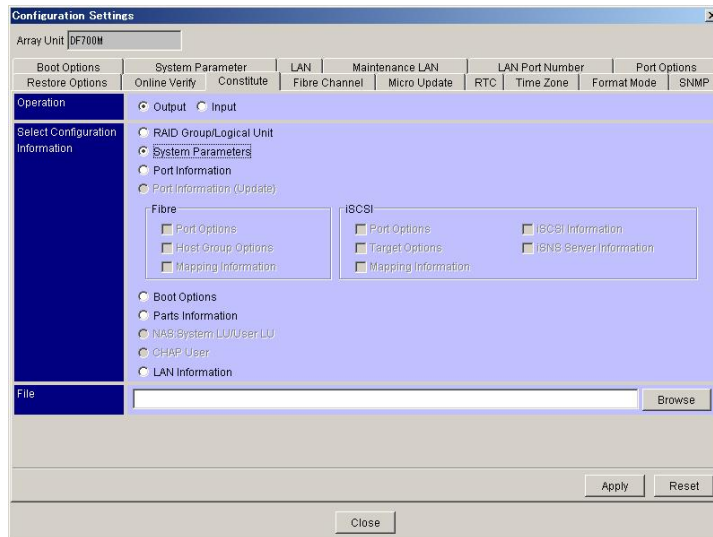 Configuration Settings
Array Unit DF700M
Boot Options System Parameter LAN Maintenance LAN LAN Port Number Port Options
Restore Options Online Verify Constitute Fibre Channel Micro Update RTC Time Zone Format Mode SNMP
Operation
Output Input
Select Configuration
Information
RAID Group/Logical Unit
System Parameters
Port Information
Port Information (Update)
Fibre
Port Options
Host Group Options
Mapping Information
iSCSI
Port Options iSCSI Information
Target Options iSNS Server Information
Mapping Information
Boot Options
Parts Information
NAS System LU/User LU
CHAP User
LAN Information
File
Browse
Apply Reset
Close